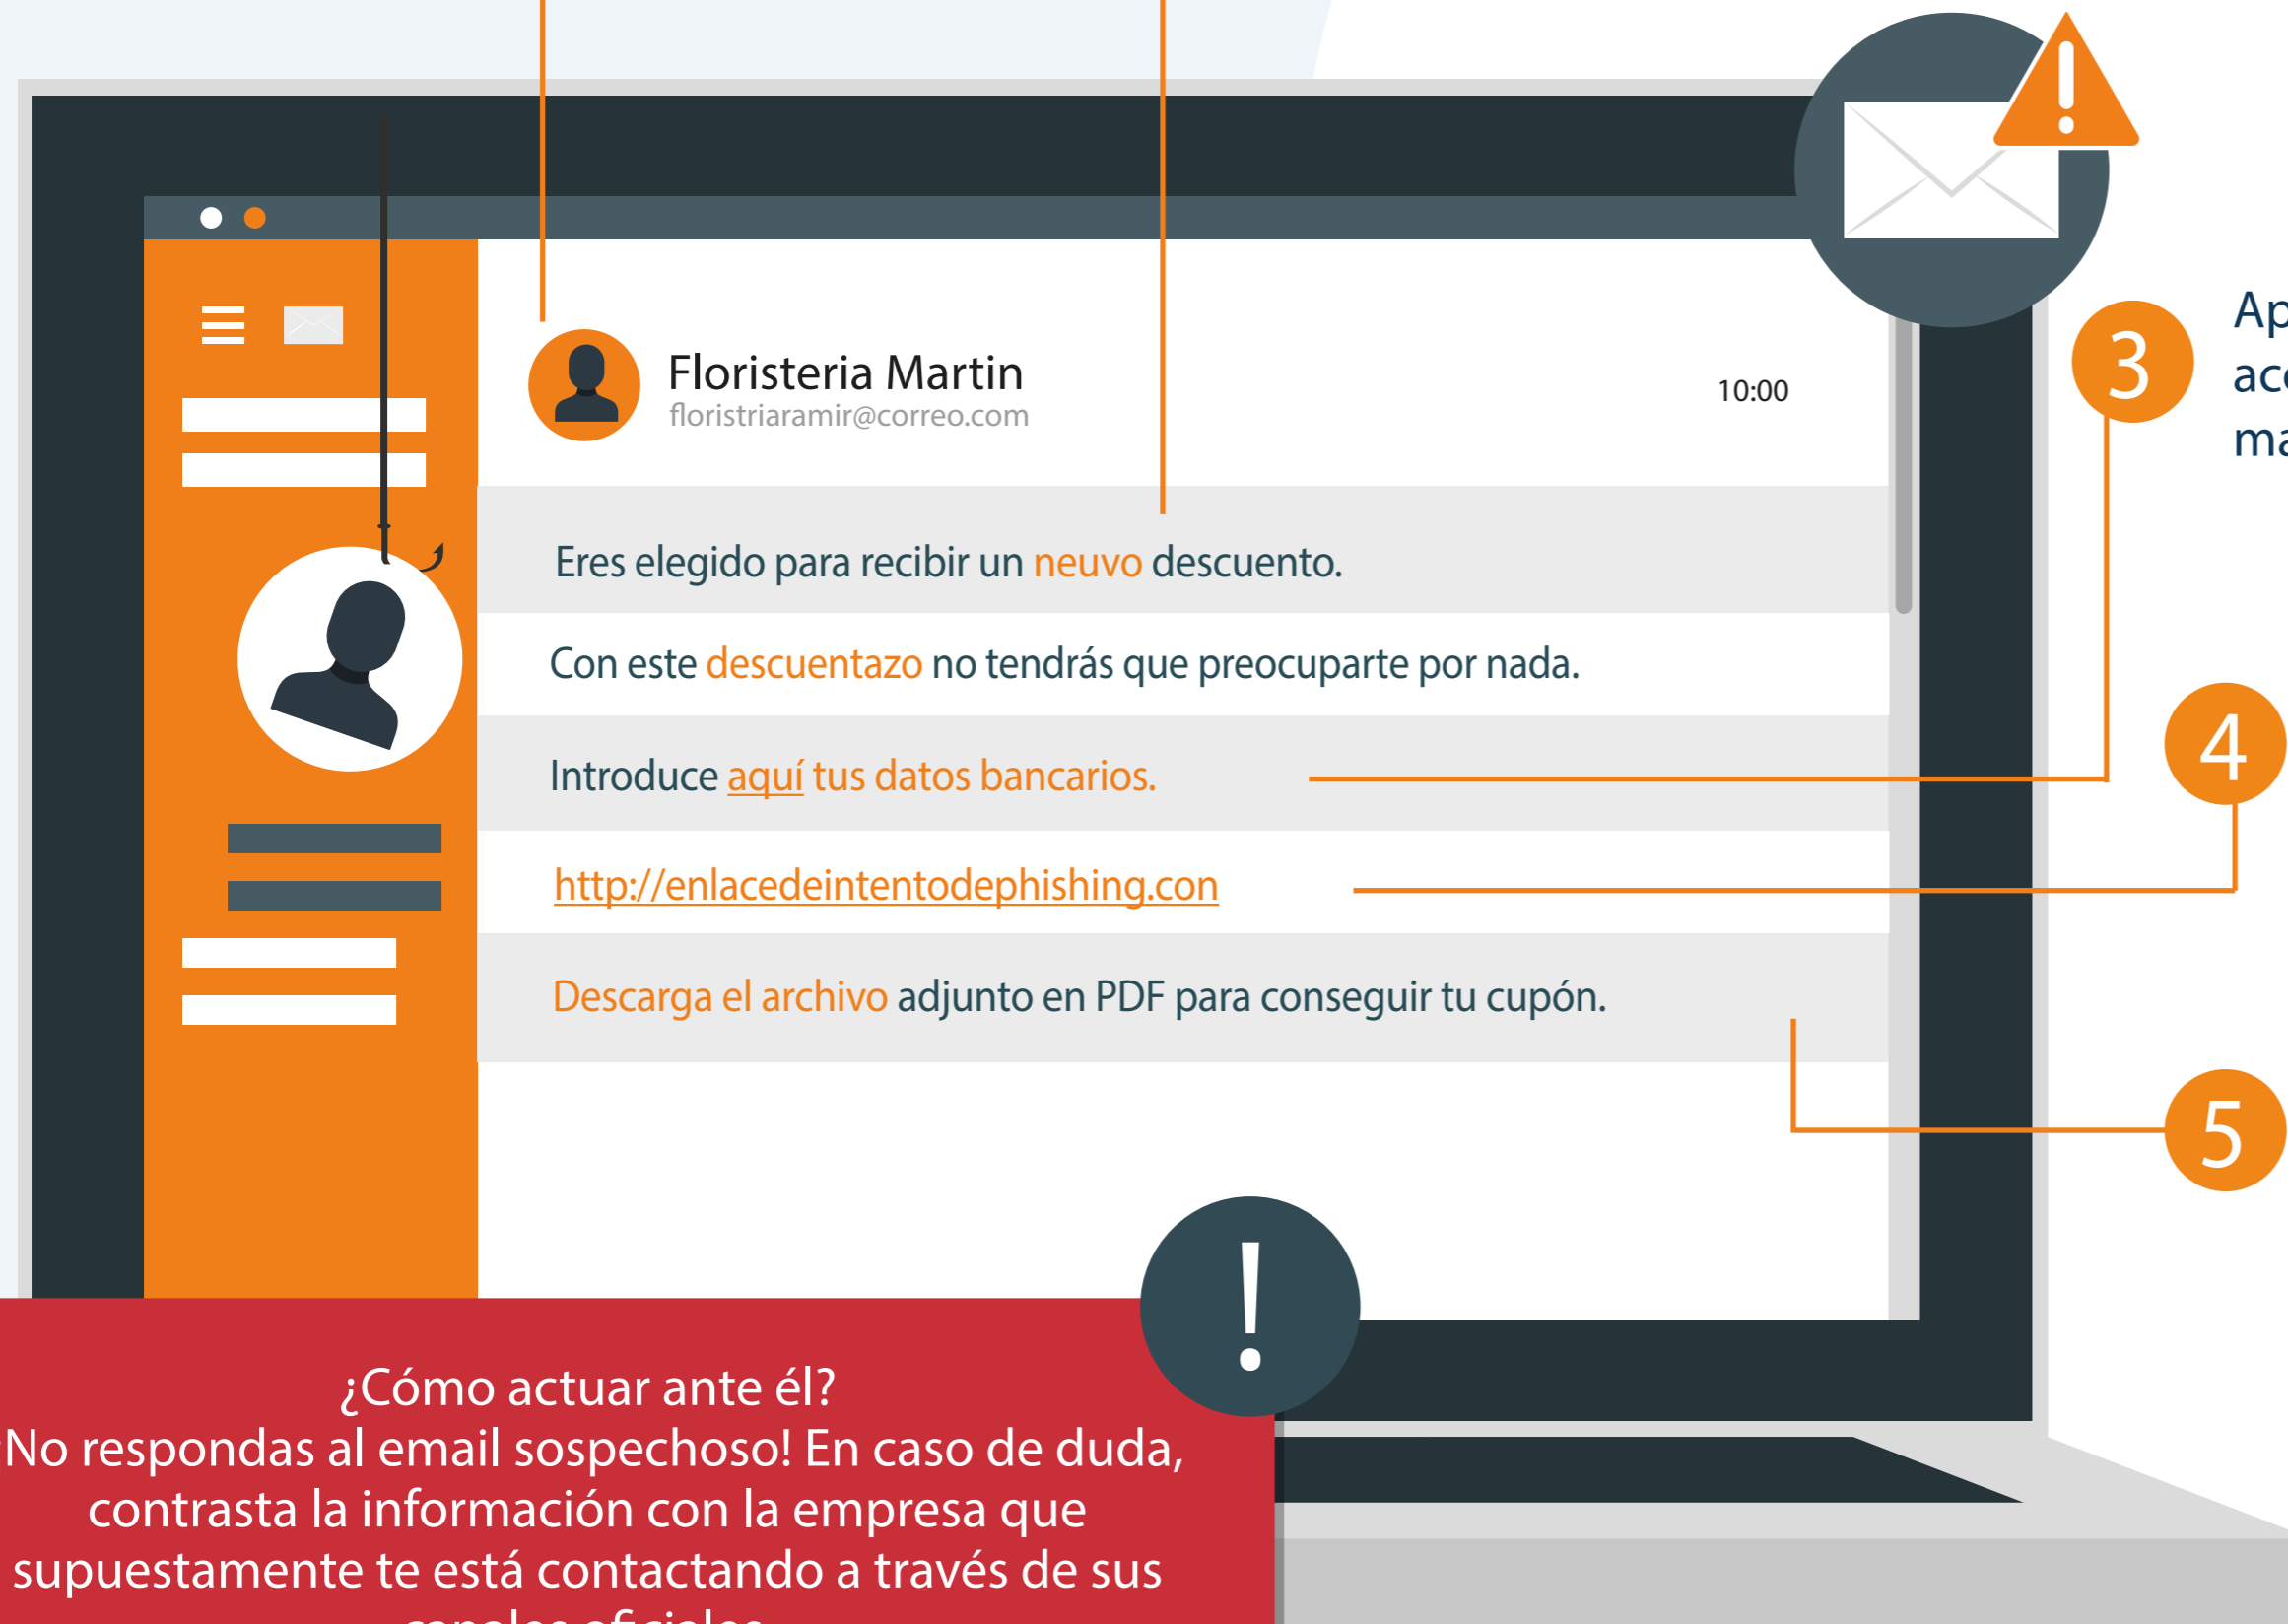 Floristeria Martin
floristriaramir@correo.com
10:00
3
Eres elegido para recibir un neuvo descuento.
Con este descuentazo no tendrás que preocuparte por nada.
4
Introduce aquí tus datos bancarios.
http://enlacedeintentodephishing.con
Descarga el archivo adjunto en PDF para conseguir tu cupón.
5
!
¿Cómo actuar ante él?
No respondas al email sospechoso! En caso de duda,
contrasta la información con la empresa que
supuestamente te está contactando a través de sus
canales oficiales